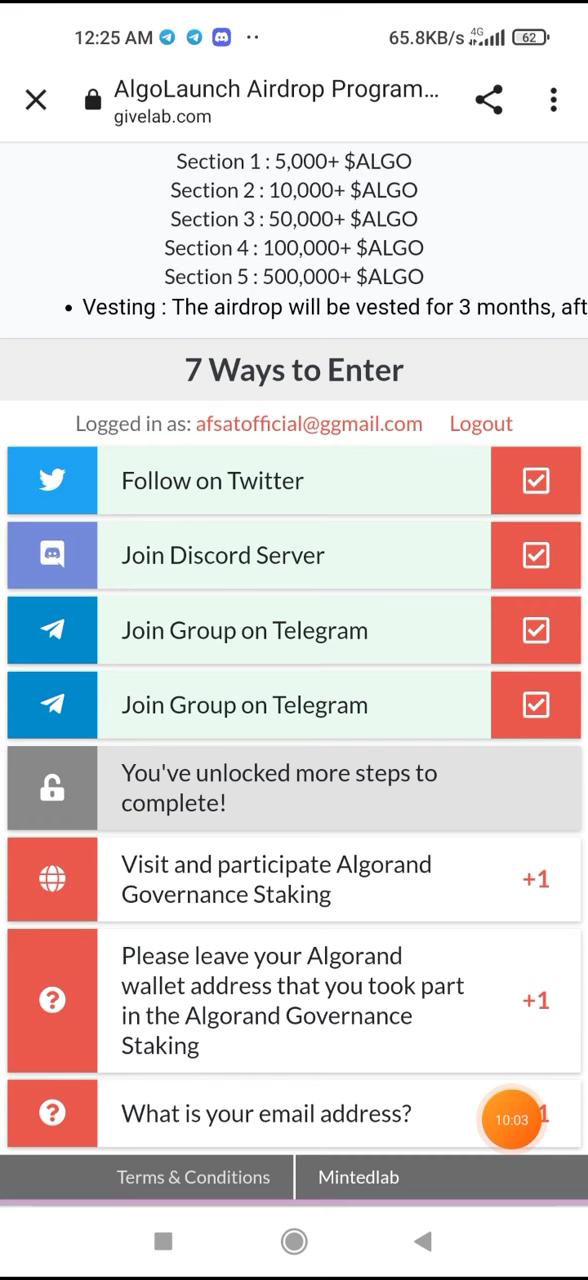 12:25 AM
65.8KB/s 4G 62
AlgoLaunch Airdrop Program...
givelab.com
Section 1 : 5,000+ $ALGO
Section 2 : 10,000+ $ALGO
Section 3 : 50,000+ $ALGO
Section 4 : 100,000+ $ALGO
Section 5 : 500,000+ $ALGO
• Vesting : The airdrop will be vested for 3 months, aft
7 Ways to Enter
Logged in as: afsatofficial@ggmail.com Logout
Follow on Twitter
Join Discord Server
Join Group on Telegram
Join Group on Telegram
You've unlocked more steps to
complete!
Visit and participate Algorand
Governance Staking
+1
Please leave your Algorand
wallet address that you took part
in the Algorand Governance
Staking
+1
What is your email address?
10:03
1
Terms & Conditions
Mintedlab